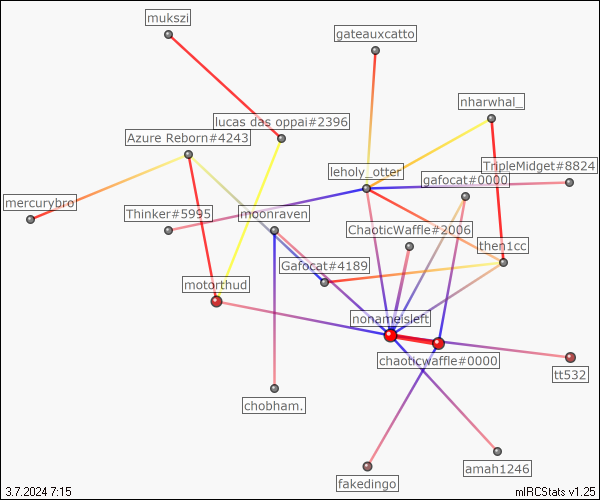 mukszi
gateauxcatto
nharwhal_
lucas das oppai#2396
Azure Reborn#4243
leholy_otter
TripleMidget#8824
gafocat#0000
mercurybro
Thinker#5995
moonraven
ChaoticWaffle#2006
then1cc
Gafocat#4189
motorthud
nonameisleft
chaoticwaffle#0000
tt532
chobham.
amah1246
fakedingo
3.7.2024 7:15
mIRCStats v1.25